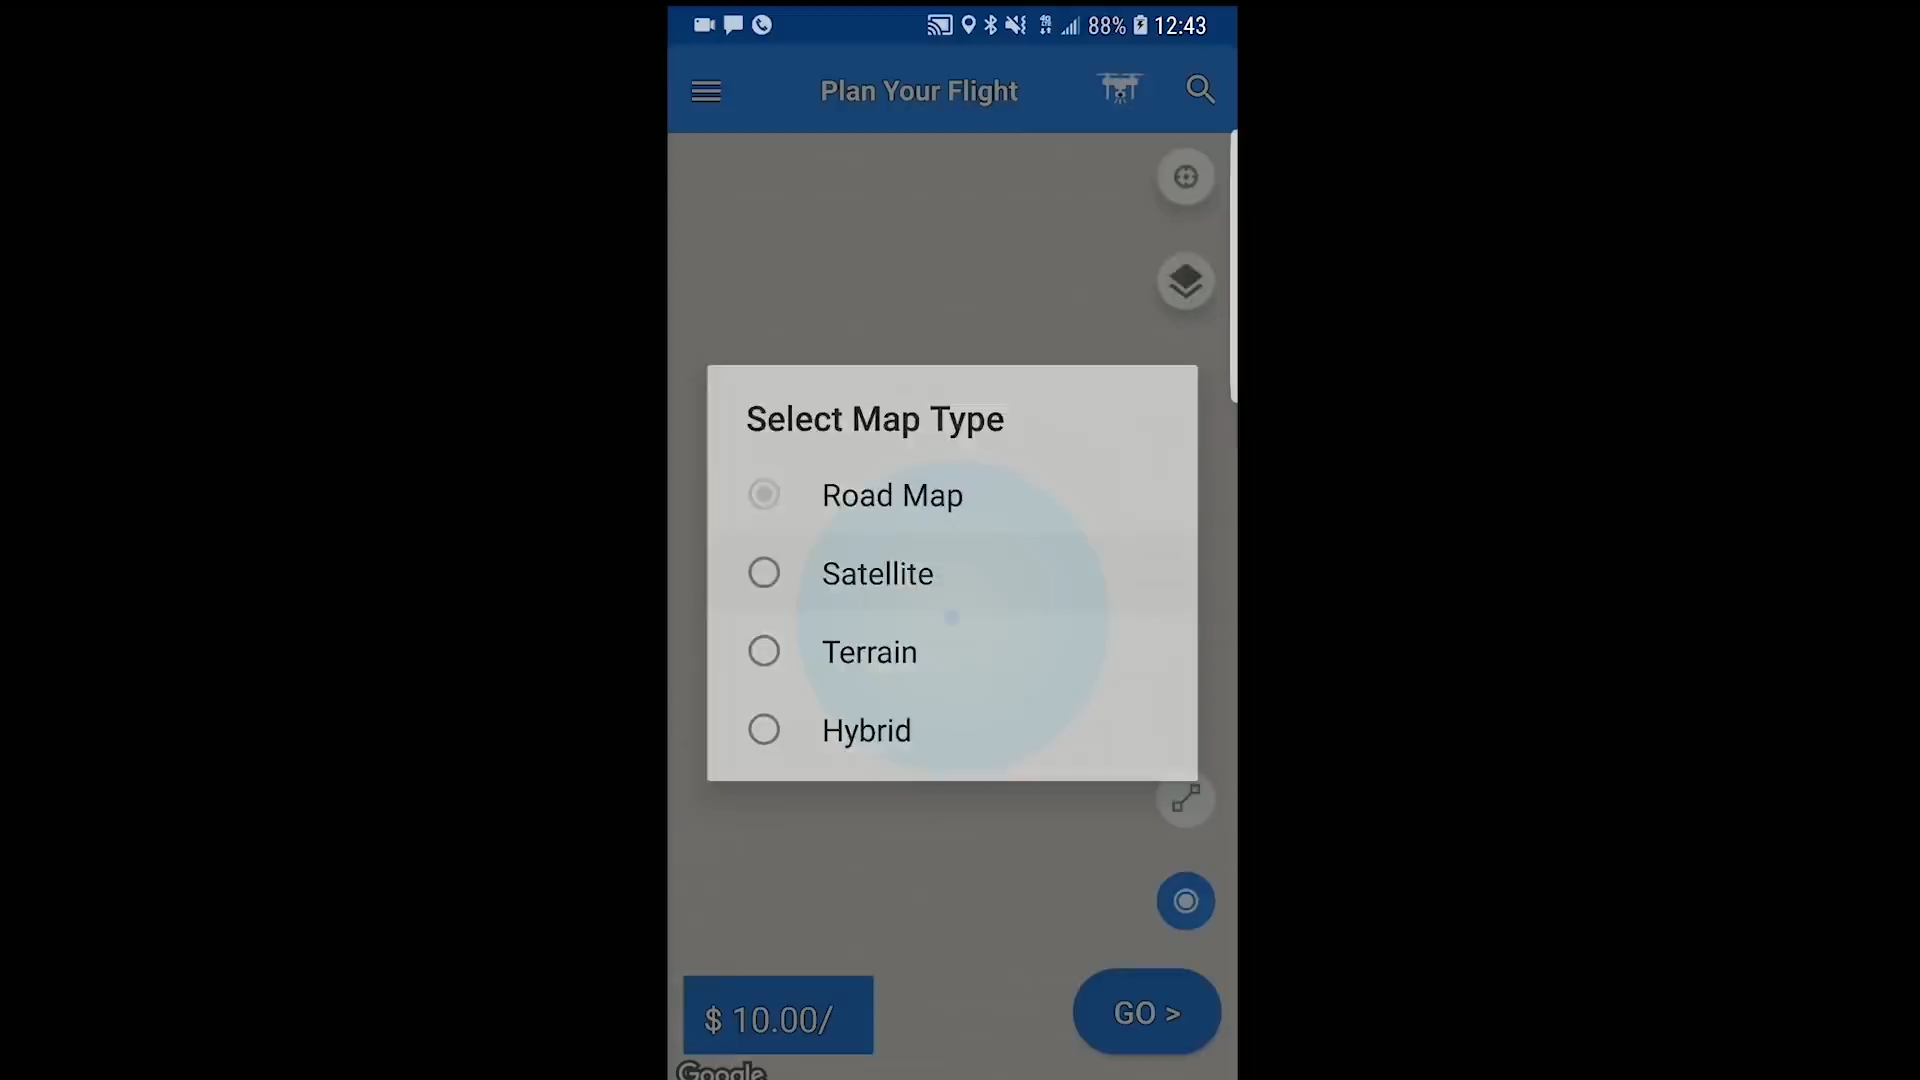 88% 12:43
Plan Your Flight
Select Map Type
Road Map
Satellite
Terrain
Hybrid
$ 10.00/
GO >
Google